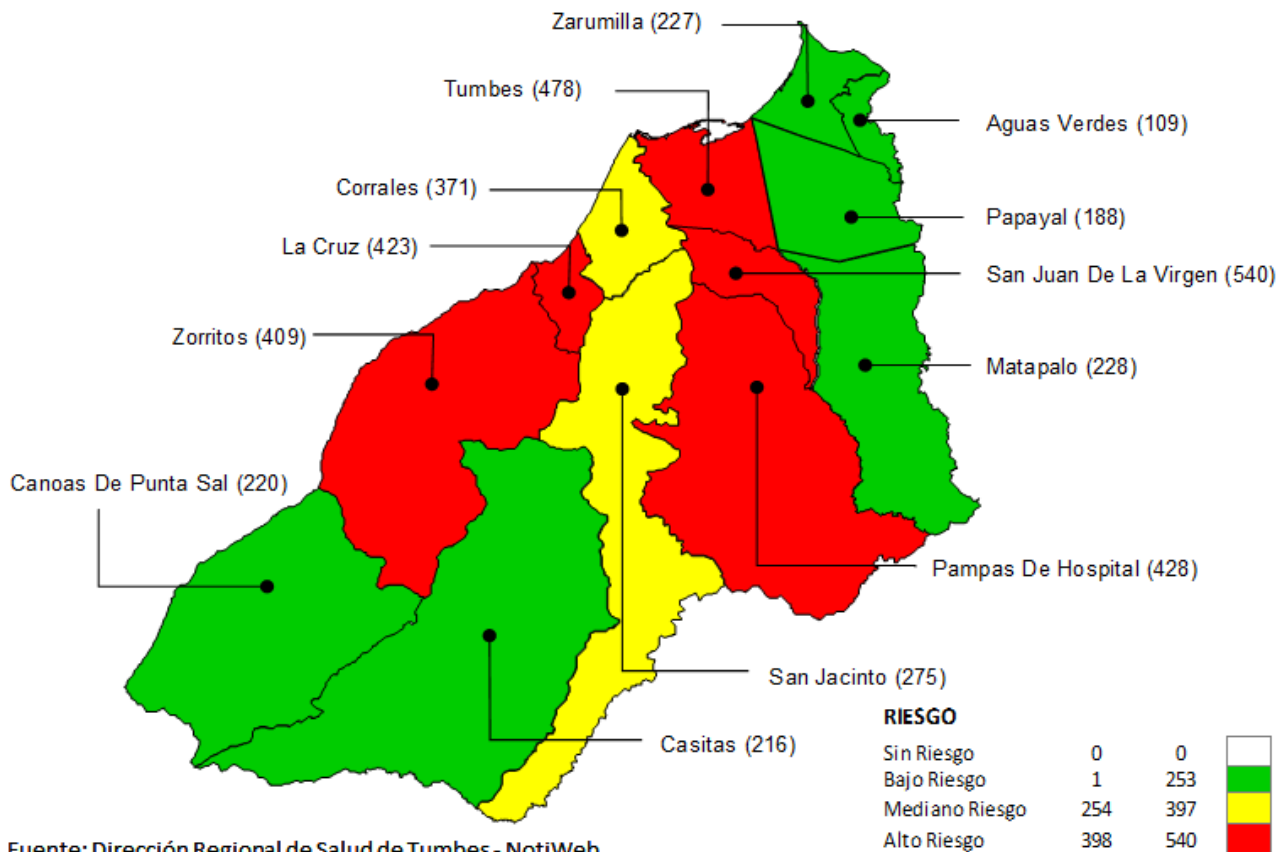 Zarumilla (227)
Tumbes (478)
Aguas Verdes (109)
Corrales (371)
Papayal (188)
La Cruz (423)
San Juan De La Virgen (540)
Zorritos (409)
Matapalo (228)
Canoas De Punta Sal (220)
Pampas De Hospital (428)
San Jacinto (275)
Casitas (216)
RIESGO
Sin Riesgo 0 0
Bajo Riesgo 1 253
Mediano Riesgo 254 397
Alto Riesgo 398 540
Fuente: Dirección Regional de Salud de Tumbes - NotiWeb